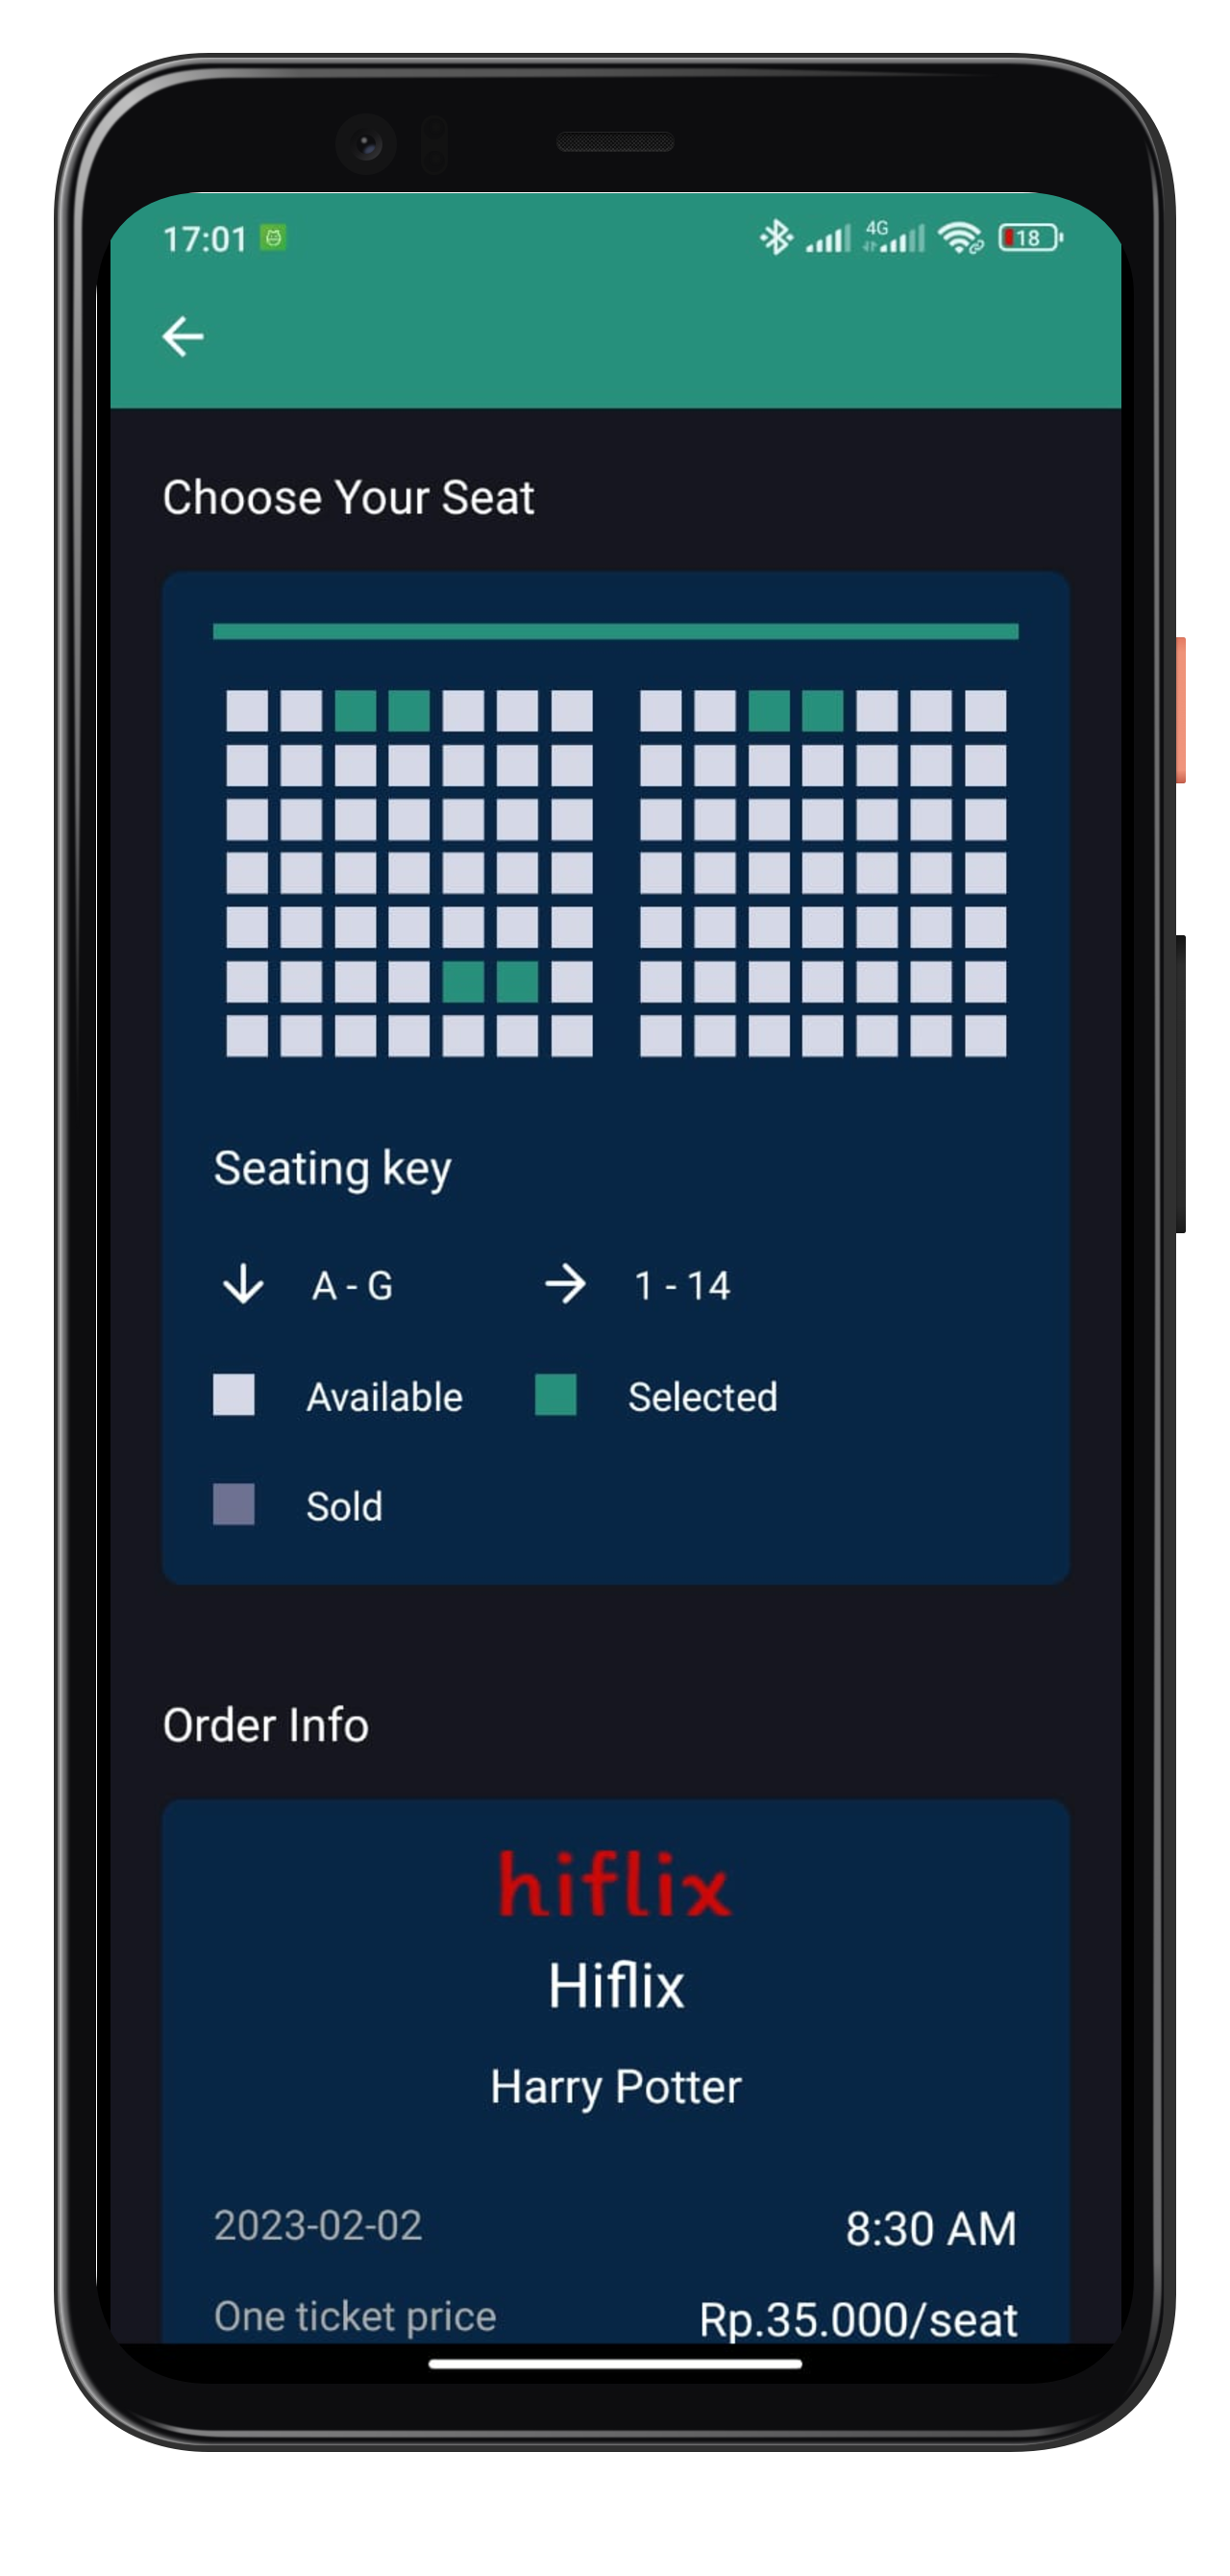 17:01 4G 18
Choose Your Seat
Seating key
A - G 1 - 14
Available Selected
Sold
Order Info
hiflix
Hiflix
Harry Potter
2023-02-02 8:30 AM
One ticket price Rp.35.000/seat